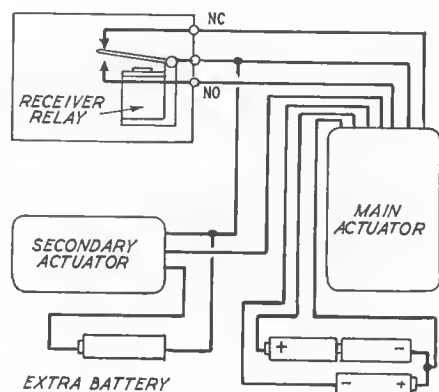 NC
NO
RECEIVER
RELAY
MAIN
ACTUATOR
SECONDARY
ACTUATOR
+ -
- +
EXTRA BATTERY